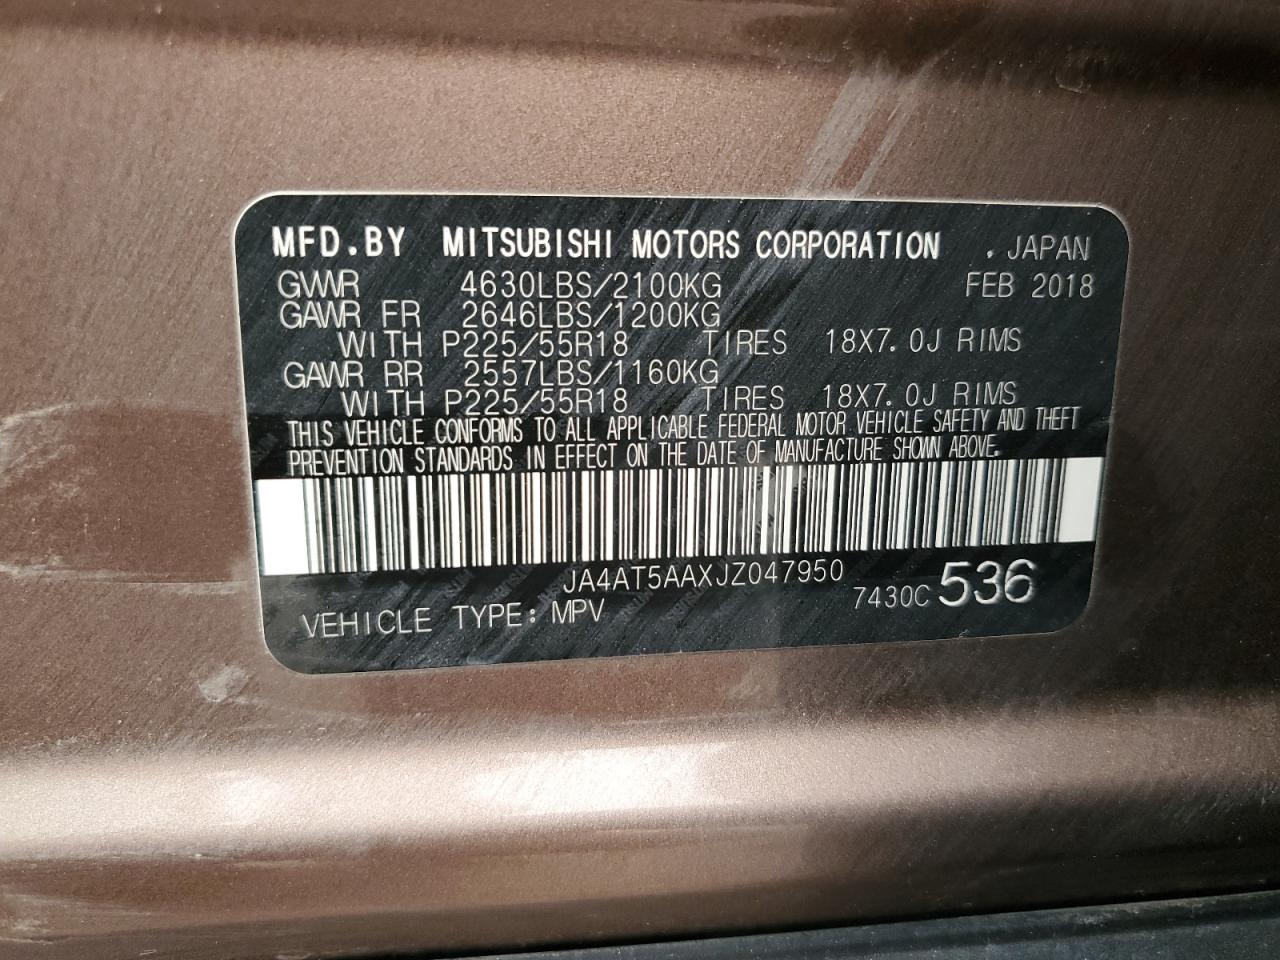 MFD.BY MITSUBISHI MOTORS CORPORATION . JAPAN
GVWR 4630LBS/2100KG FEB 2018
GAWR FR 2646LBS/1200KG
WITH P225/55R18 TIRES 18X7.0J RIMS
GAWR RR 2557LBS/1160KG
WITH P225/55R18 TIRES 18X7.0J RIMS
THIS VEHICLE CONFORMS TO ALL APPLICABLE FEDERAL MOTOR VEHICLE SAFETY AND THEFT
PREVENTION STANDARDS IN EFFECT ON THE DATE OF MANUFACTURE SHOWN ABOVE.
JA4AT5AAXJZ047950
VEHICLE TYPE: MPV 7430C 536